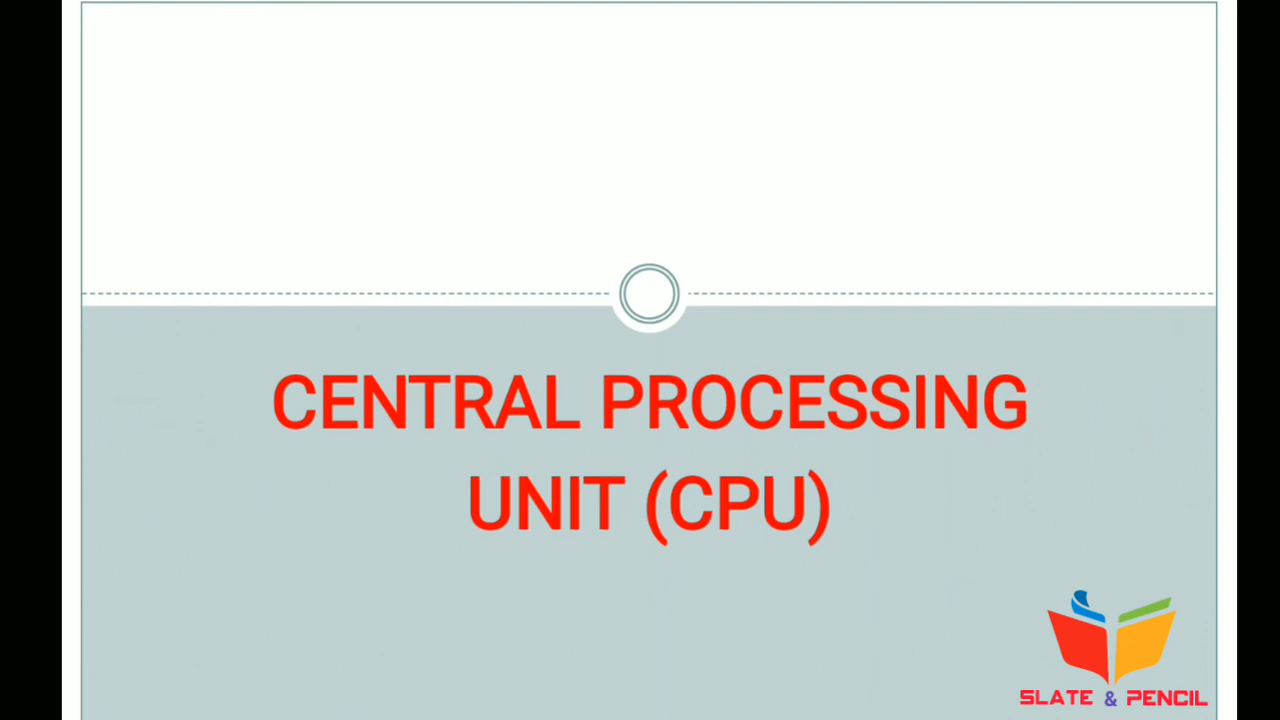 CENTRAL PROCESSING
UNIT (CPU)
SLATE & PENCIL